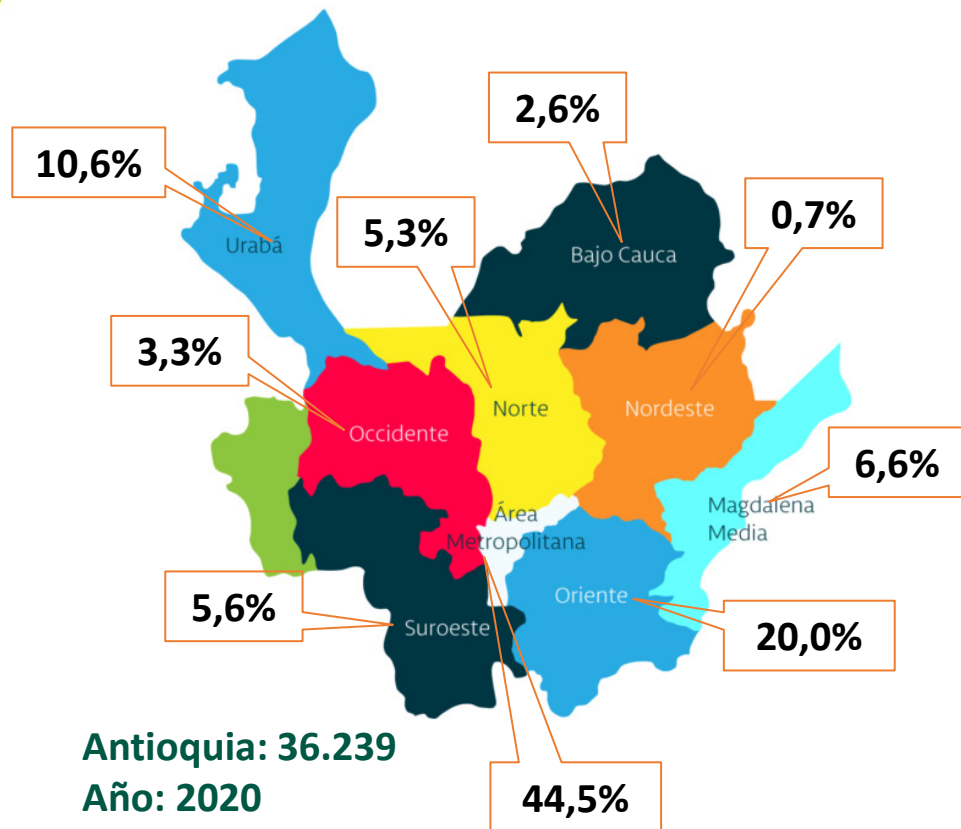 2,6%
10,6%
0,7%
5,3%
Urabá
Bajo Cauca
3,3%
Norte
Nordeste
Occidente
6,6%
Magdalena
Media
Área
Metropolitana
Oriente
5,6%
Suroeste
20,0%
Antioquia: 36.239
Año: 2020
44,5%